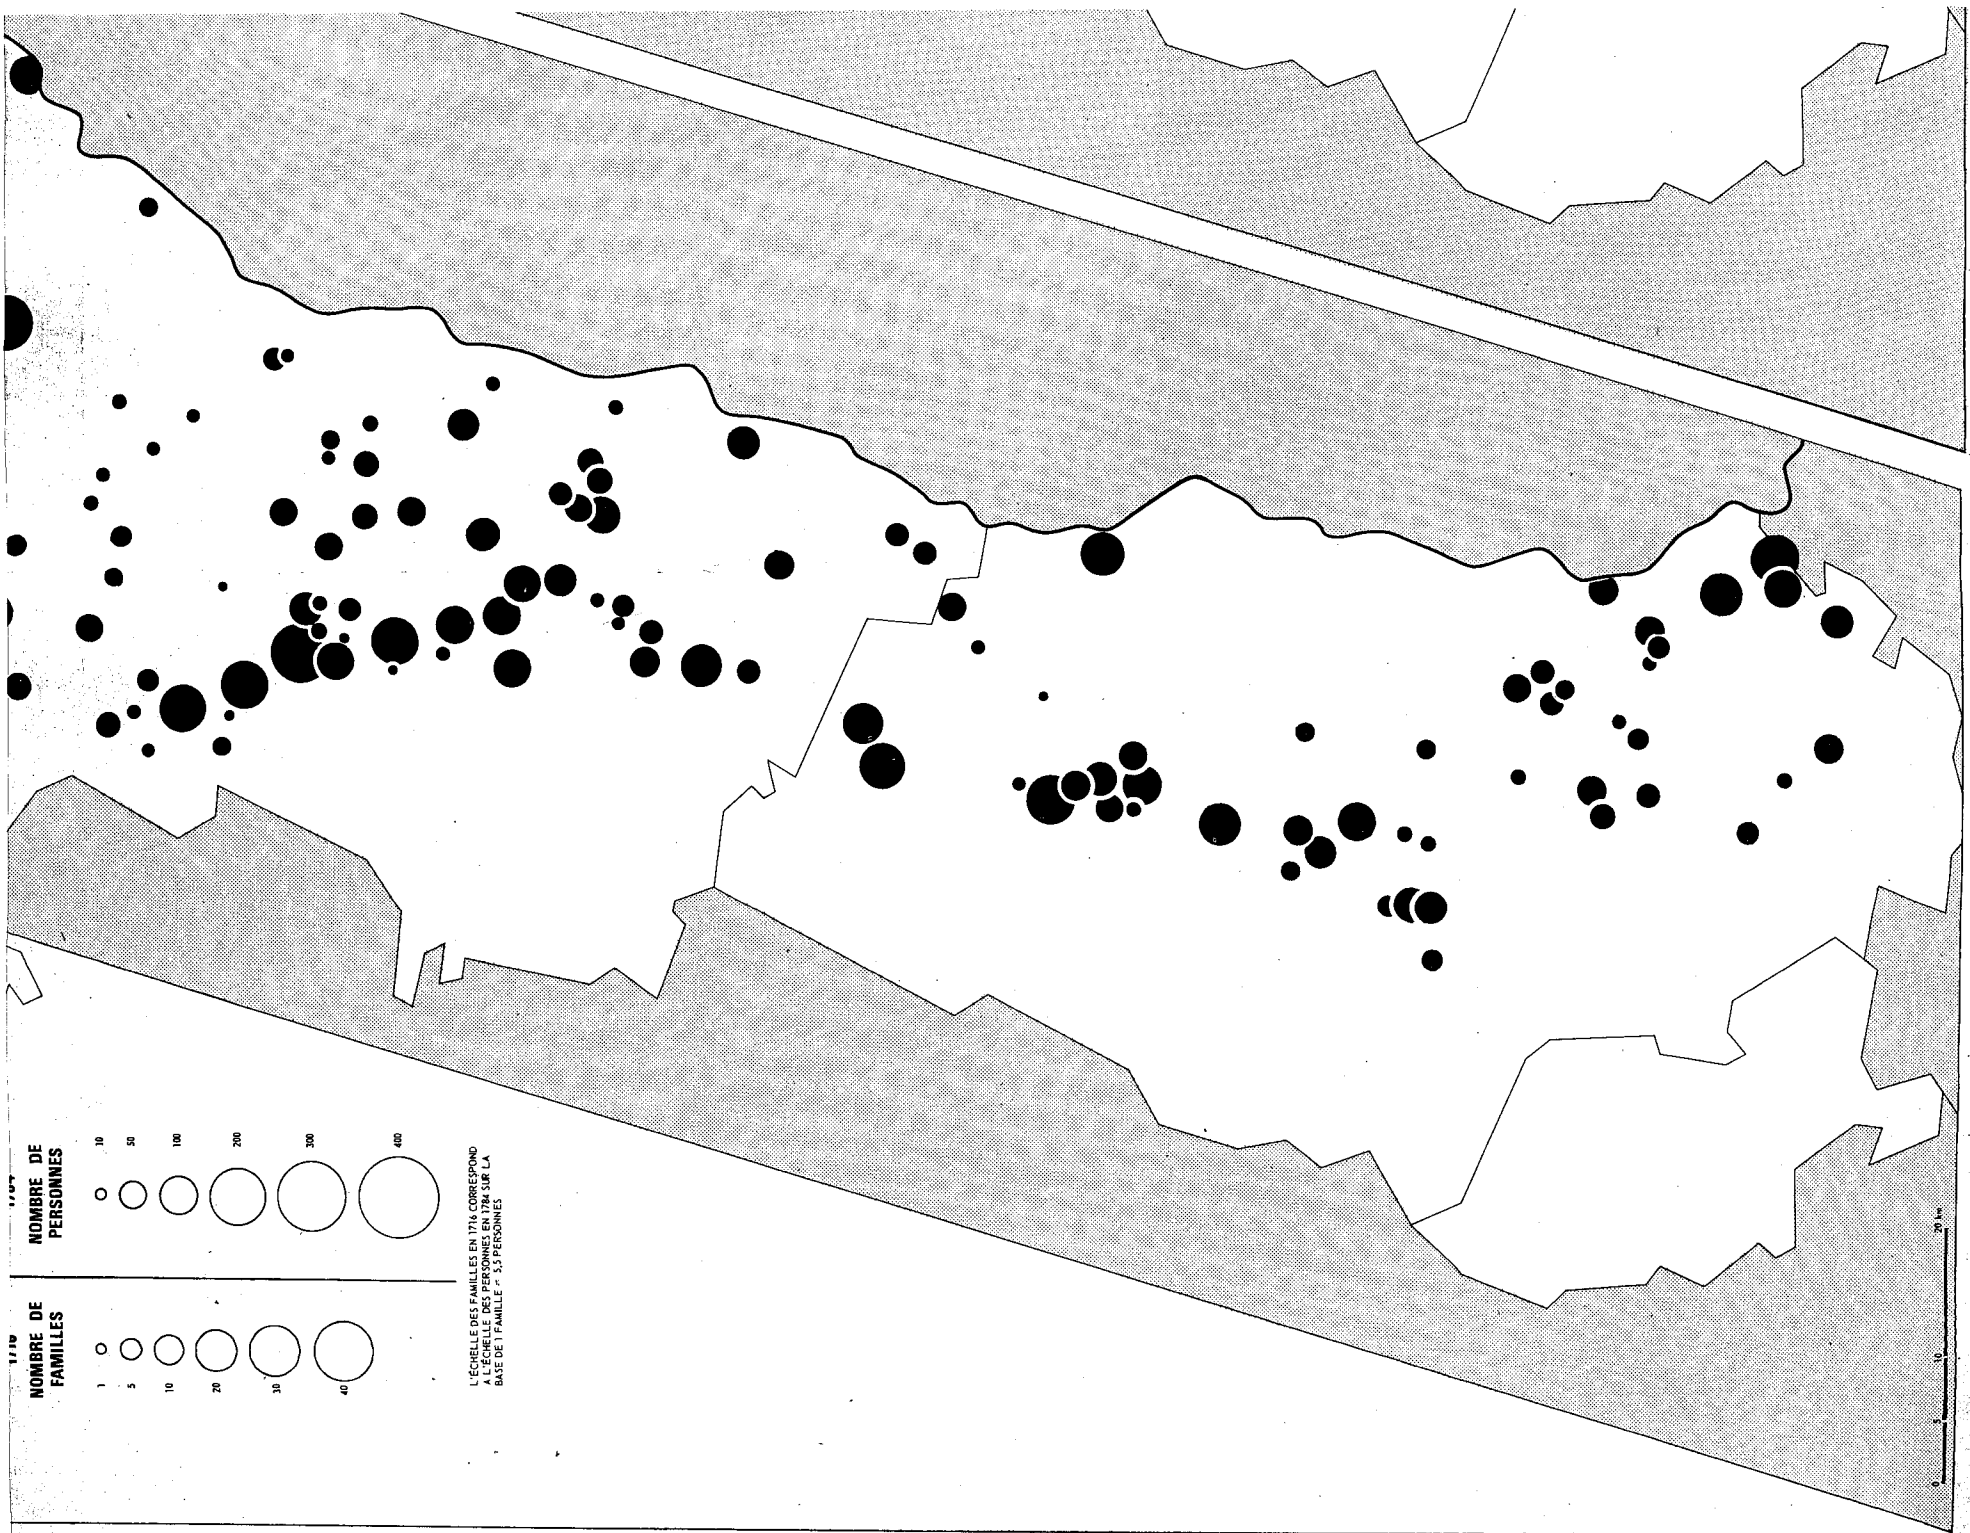 1784
NOMBRE DE
PERSONNES
10
50
100
200
300
400
1716
NOMBRE DE
FAMILLES
1
5
10
20
30
40
L'ÉCHELLE DES FAMILLES EN 1716 CORRESPOND
A L'ÉCHELLE DES PERSONNES EN 1784 SUR LA
BASE DE 1 FAMILLE = 5,5 PERSONNES
0
5
10
20 km